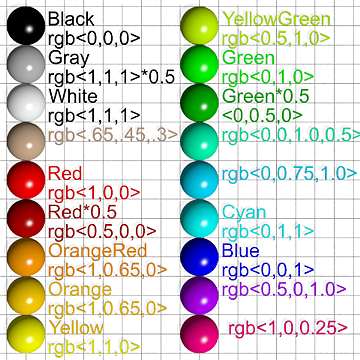 Black
rgb<0,0,0>
Gray
rgb<1,1,1>*0.5
White
rgb<1,1,1>
rgb<.65,.45,.3>
Red
rgb<1,0,0>
Red*0.5
rgb<0.5,0,0>
OrangeRed
rgb<1,0.65,0>
Orange
rgb<1,0.65,0>
Yellow
rgb<1,1,0>
YellowGreen
rgb<0.5,1,0>
Green
rgb<0,1,0>
Green*0.5
<0,0.5,0>
rgb<0.0,1.0,0.5>
rgb<0,0.75,1.0>
Cyan
rgb<0,1,1>
Blue
rgb<0,0,1>
rgb<0.5,0,1.0>
rgb<1,0,0.25>